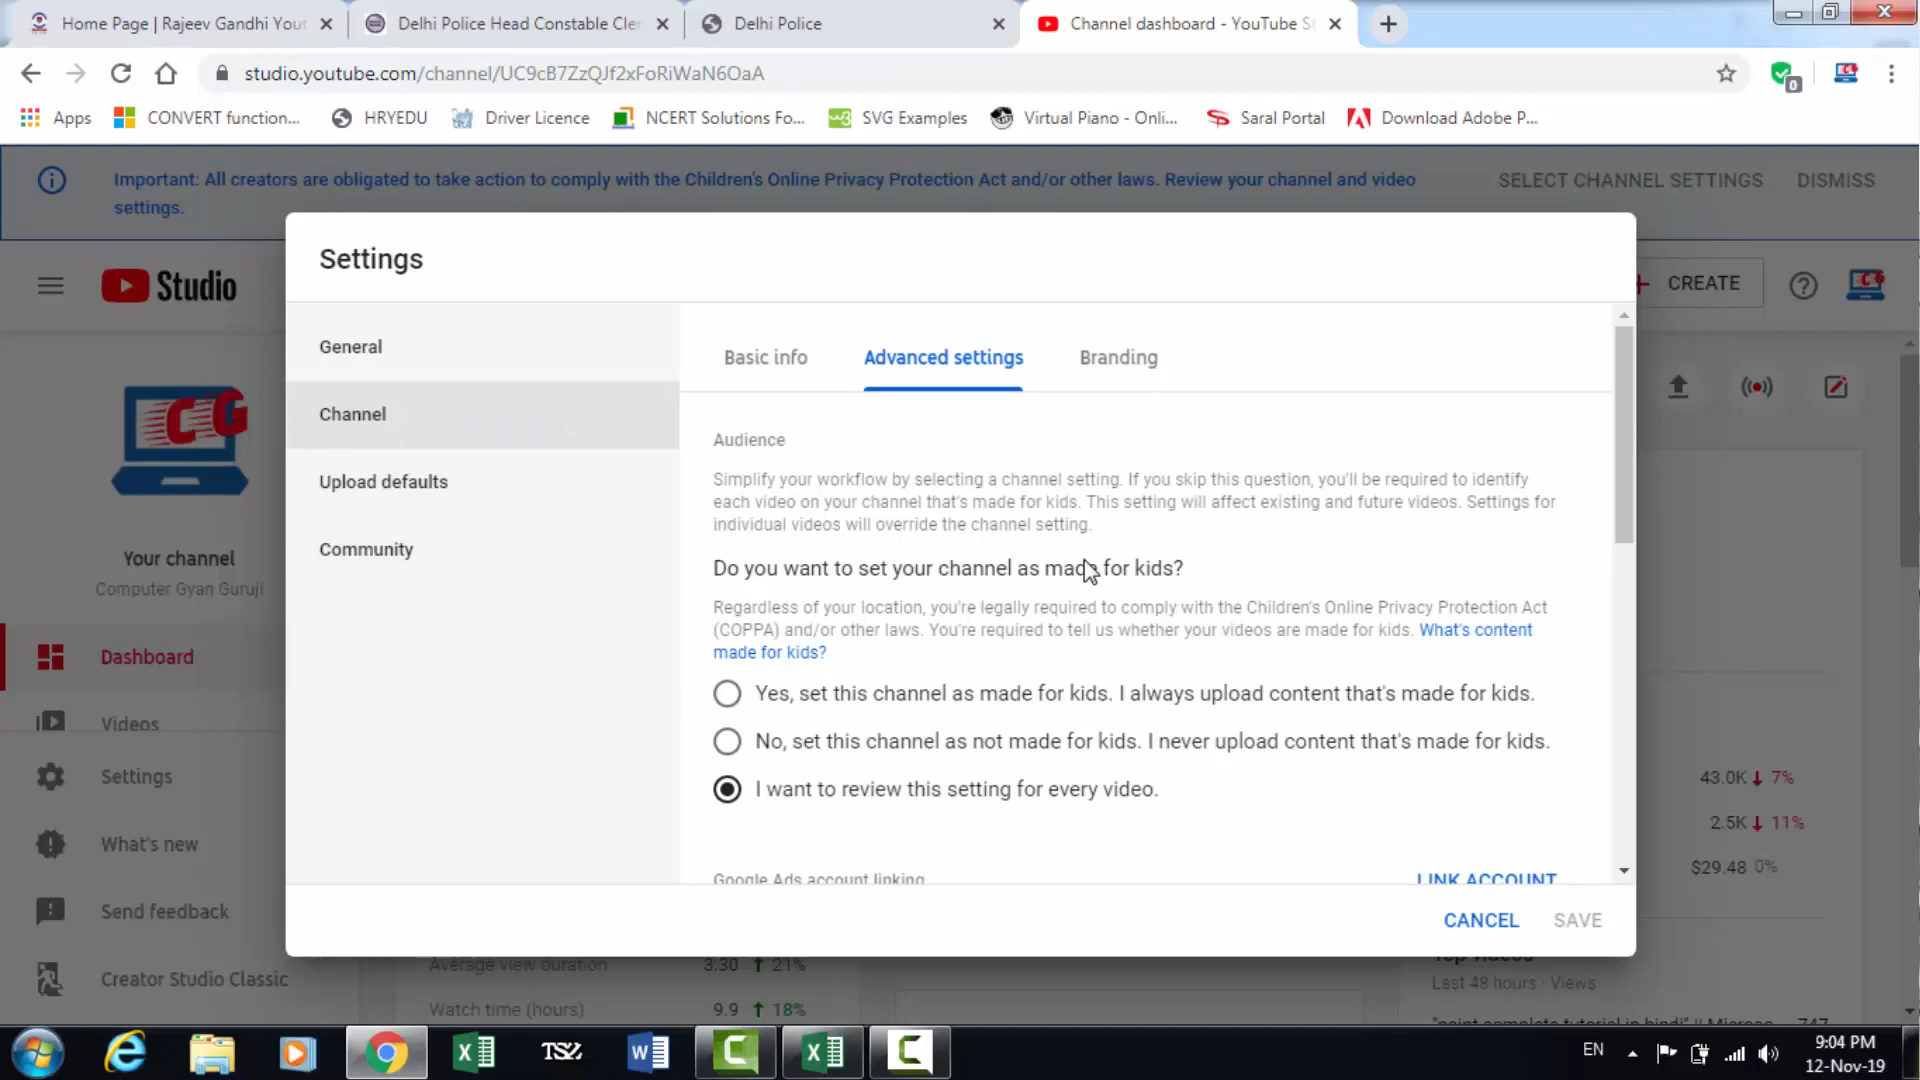 Home Page | Rajeev Gandhi Yout
Delhi Police Head Constable Cler
Delhi Police
Channel dashboard - YouTube St
studio.youtube.com/channel/UC9cB7ZzQJf2xFoRiWaN6OaA
0
Apps
CONVERT function...
HRYEDU
Driver Licence
NCERT Solutions Fo...
SVG Examples
Virtual Piano - Onli...
Saral Portal
Download Adobe P...
Important: All creators are obligated to take action to comply with the Children's Online Privacy Protection Act and/or other laws. Review your channel and video
settings.
SELECT CHANNEL SETTINGS
DISMISS
Studio
CREATE
Settings
General
Channel
Upload defaults
Community
Basic info
Advanced settings
Branding
Audience
Simplify your workflow by selecting a channel setting. If you skip this question, you'll be required to identify
each video on your channel that's made for kids. This setting will affect existing and future videos. Settings for
individual videos will override the channel setting.
Do you want to set your channel as made for kids?
Regardless of your location, you're legally required to comply with the Children's Online Privacy Protection Act
(COPPA) and/or other laws. You're required to tell us whether your videos are made for kids. What's content
made for kids?
Yes, set this channel as made for kids. I always upload content that's made for kids.
No, set this channel as not made for kids. I never upload content that's made for kids.
I want to review this setting for every video.
Google Ads account linking
LINK ACCOUNT
CANCEL
SAVE
CG
Your channel
Computer Gyan Guruji
Dashboard
Videos
Settings
What's new
Send feedback
Creator Studio Classic
43.0K 7%
2.5K 11%
$29.48 0%
Average view duration
3:30 21%
Watch time (hours)
9.9 18%
Top videos
Last 48 hours · Views
"paint complete tutorial in hindi" || Microso... 747
EN
9:04 PM
12-Nov-19